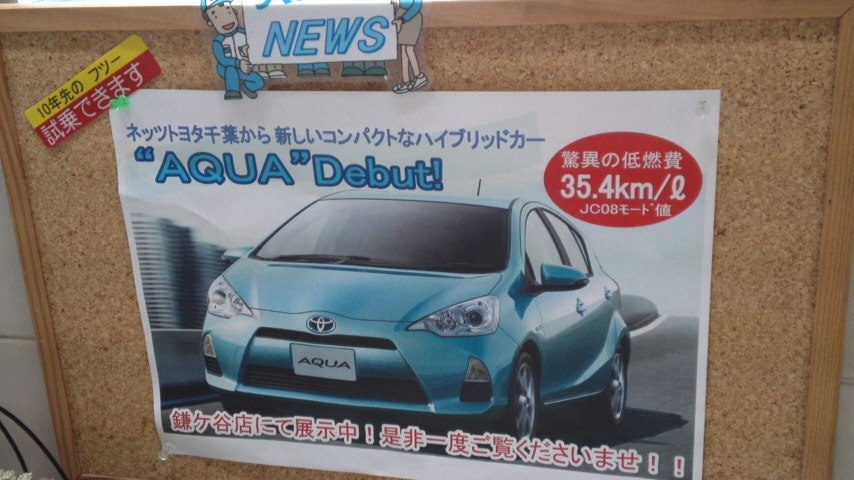 NEWS
10年先の フツー
試乗できます
ネッツトヨタ千葉から 新しいコンパクトなハイブリッドカー
“AQUA”Debut!
驚異の低燃費
35.4km/ℓ
JC08モード値
AQUA
鎌ケ谷店にて展示中！是非一度ご覧くださいませ！！